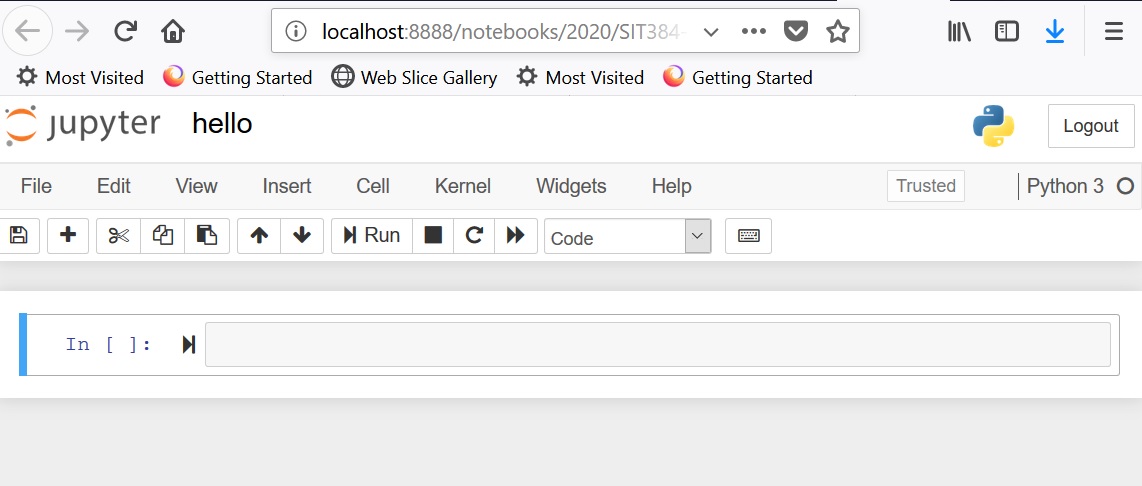 localhost:8888/notebooks/2020/SIT384-
Most Visited Getting Started Web Slice Gallery Most Visited Getting Started
jupyter hello Logout
File Edit View Insert Cell Kernel Widgets Help Trusted Python 3
Run Code
In [ ]: